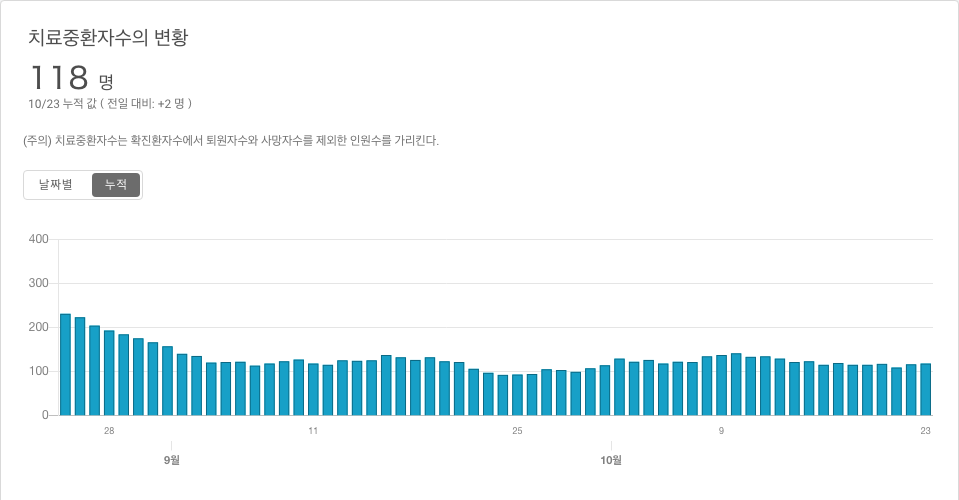 치료중환자수의 변황
118 명
10/23 누적 값 ( 전일 대비: +2 명 )
(주의) 치료중환자수는 확진환자수에서 퇴원자수와 사망자수를 제외한 인원수를 가리킨다.
날짜별 누적
400
300
200
100
0
28 11 25 9 23
9월 10월